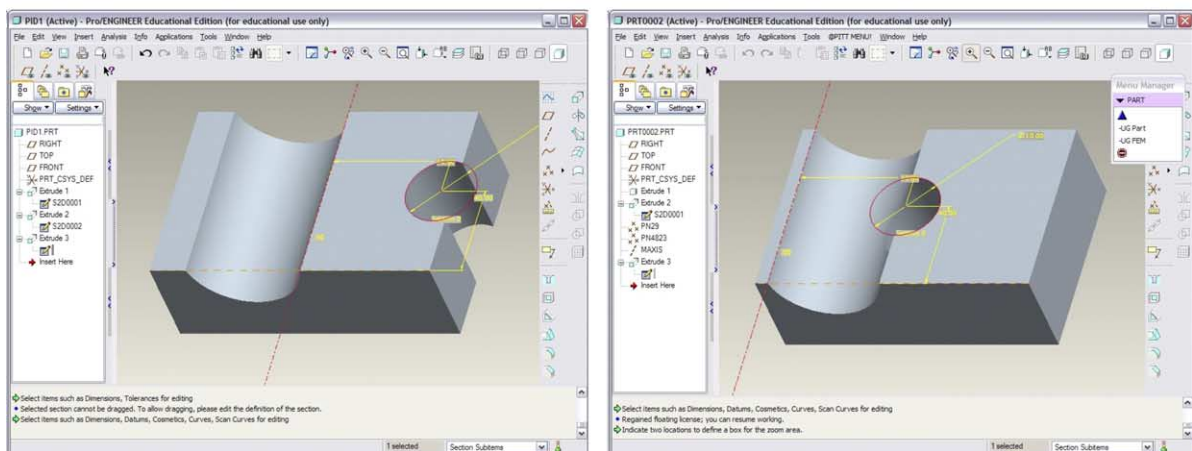 PID1 (Active) - Pro/ENGINEER Educational Edition (for educational use only)
File Edit View Insert Analysis Info Applications Tools Window Help
Show Settings
PID1.PRT
RIGHT
TOP
FRONT
PRT_CSYS_DEF
Extrude 1
S2D0001
Extrude 2
S2D0002
Extrude 3
Insert Here
Select items such as Dimensions, Tolerances for editing
Selected section cannot be dragged. To allow dragging, please edit the definition of the section.
Select items such as Dimensions, Datums, Cosmetics, Curves, Scan Curves for editing
1 selected Section Subitems
PRT0002 (Active) - Pro/ENGINEER Educational Edition (for educational use only)
File Edit View Insert Analysis Info Applications Tools @PITT MENU! Window Help
Show Settings
Menu Manager
PART
-UG Part
-UG FEM
PRT0002.PRT
RIGHT
TOP
FRONT
PRT_CSYS_DEF
Extrude 1
Extrude 2
S2D0001
PN29
PN4823
MAXIS
Extrude 3
Insert Here
Select items such as Dimensions, Datums, Cosmetics, Curves, Scan Curves for editing
Regained floating license; you can resume working.
Indicate two locations to define a box for the zoom area.
1 selected Section Subitems